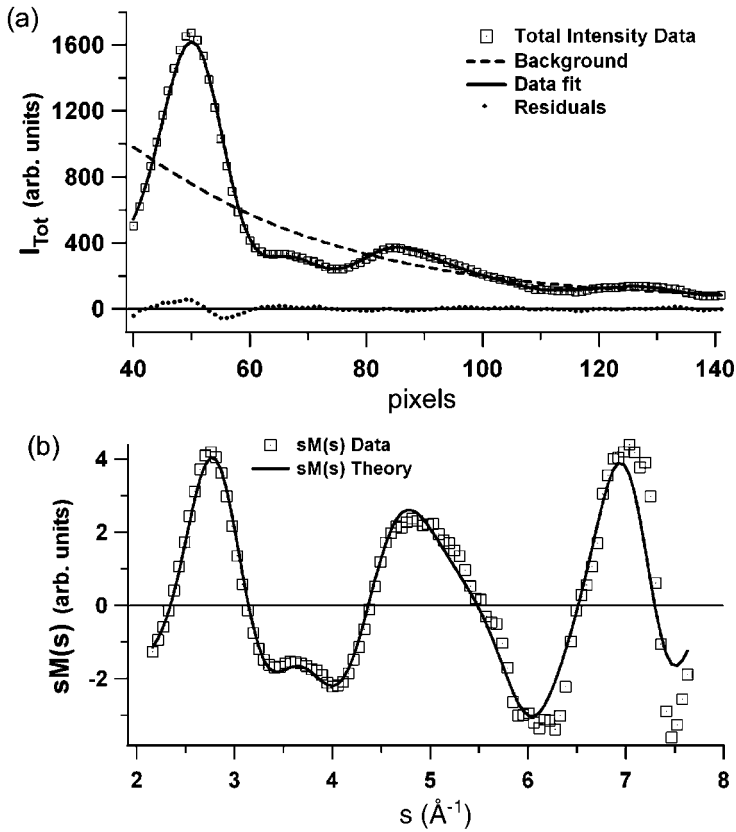 (a)
1600
1200
800
400
0
I_Tot (arb. units)
Total Intensity Data
Background
Data fit
Residuals
40 60 80 100 120 140
pixels
(b)
4
2
0
-2
sM(s) (arb. units)
sM(s) Data
sM(s) Theory
2 3 4 5 6 7 8
s (Å⁻¹)